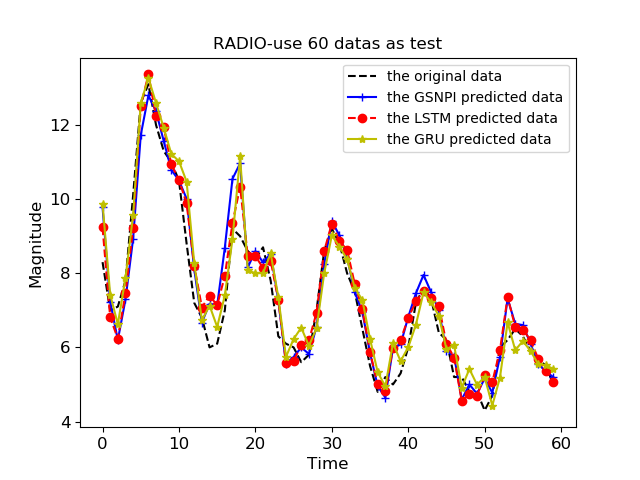 RADIO-use 60 datas as test
the original data
the GSNPI predicted data
the LSTM predicted data
the GRU predicted data
Magnitude
12
10
8
6
4
0 10 20 30 40 50 60
Time